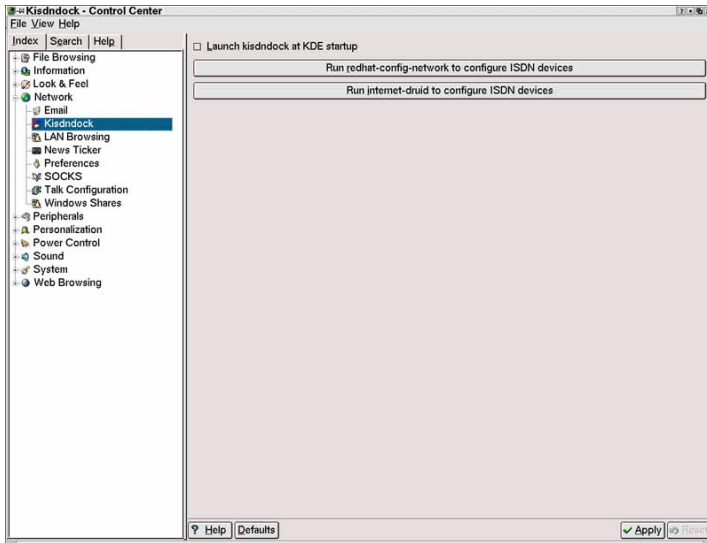 Kisdndock - Control Center
File View Help
Index Search Help
File Browsing
Information
Look & Feel
Network
Email
Kisdndock
LAN Browsing
News Ticker
Preferences
SOCKS
Talk Configuration
Windows Shares
Peripherals
Personalization
Power Control
Sound
System
Web Browsing
Launch kisdndock at KDE startup
Run redhat-config-network to configure ISDN devices
Run internet-druid to configure ISDN devices
? Help Defaults Apply Reset